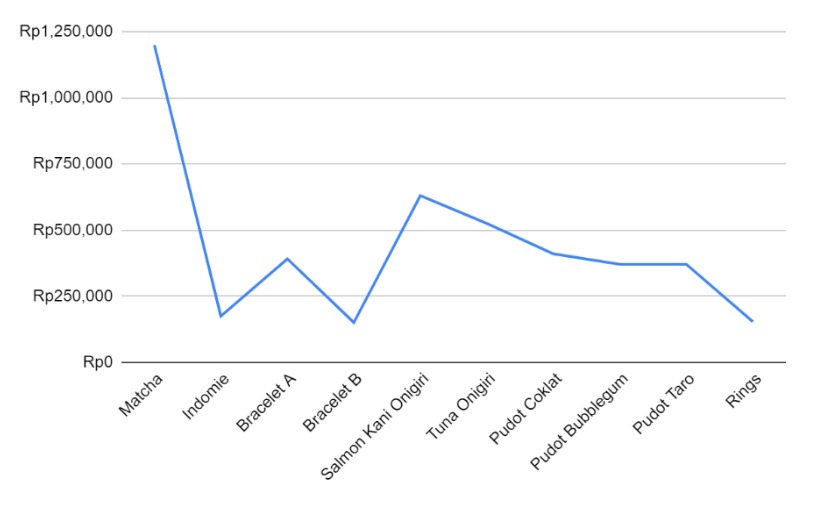 Rp1,250,000
Rp1,000,000
Rp750,000
Rp500,000
Rp250,000
Rp0
Matcha
Indomie
Bracelet A
Bracelet B
Salmon Kani Onigiri
Tuna Onigiri
Pudot Coklat
Pudot Bubblegum
Pudot Taro
Rings